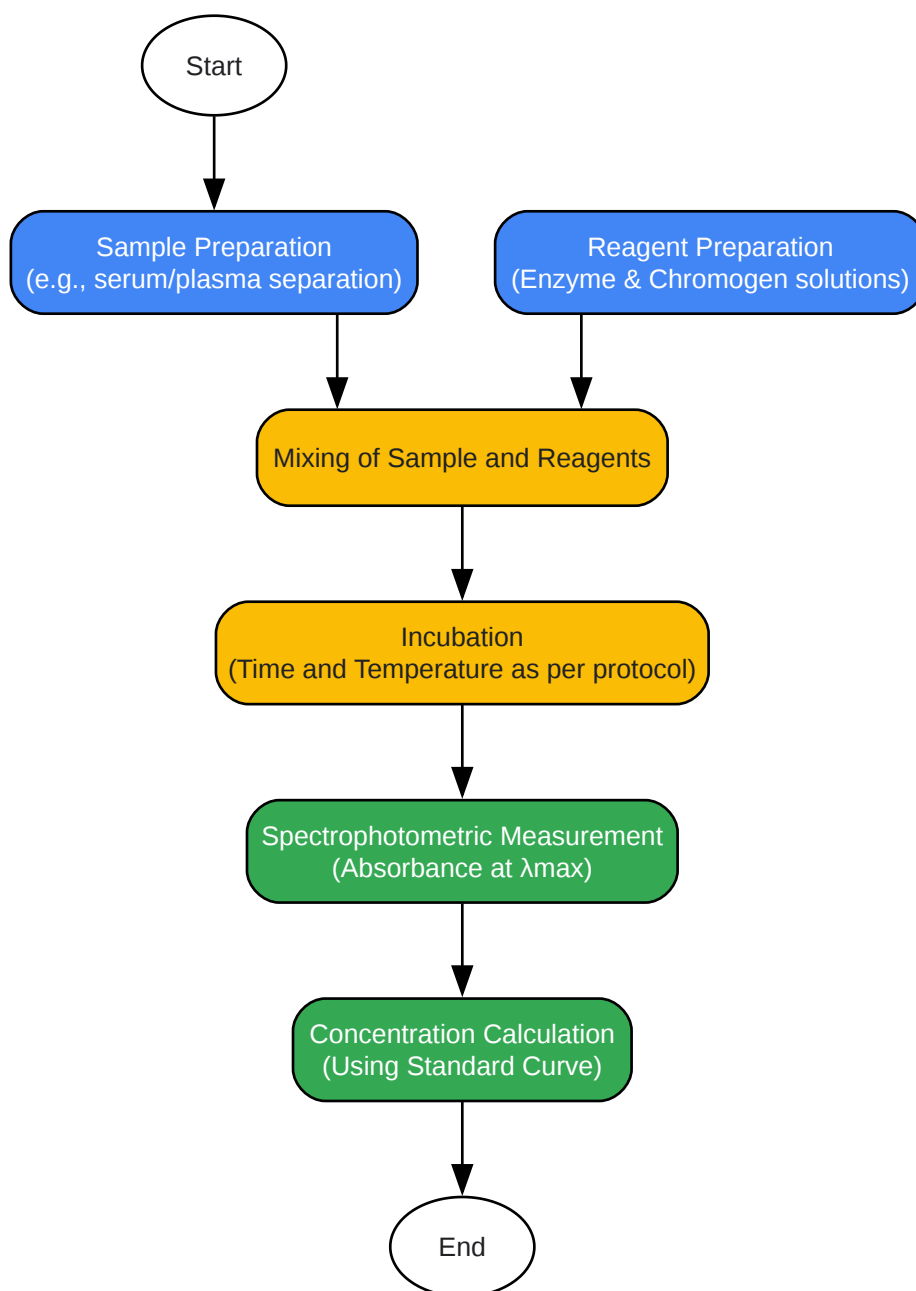 Start
Sample Preparation
(e.g., serum/plasma separation)
Reagent Preparation
(Enzyme & Chromogen solutions)
Mixing of Sample and Reagents
Incubation
(Time and Temperature as per protocol)
Spectrophotometric Measurement
(Absorbance at λmax)
Concentration Calculation
(Using Standard Curve)
End